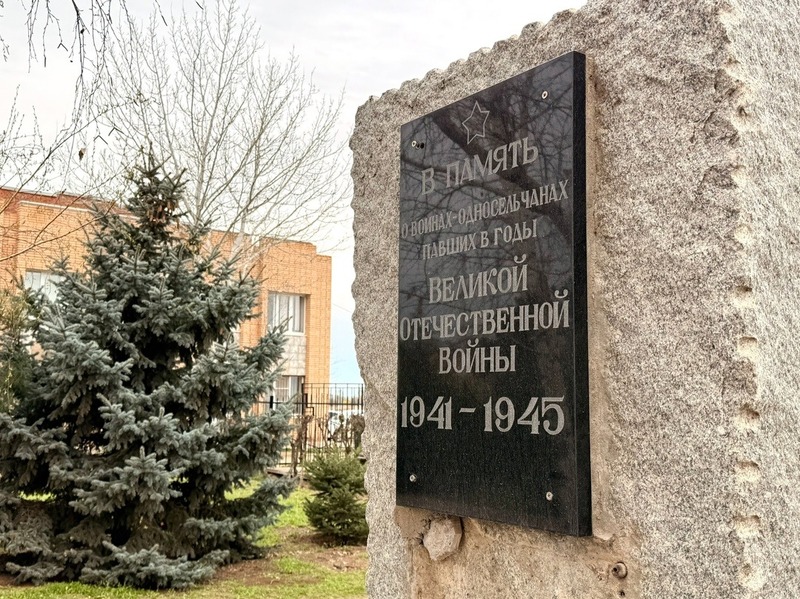 В ПАМЯТЬ
О ВОИНАХ-ОДНОСЕЛЬЧАНАХ
ПАВШИХ В ГОДЫ
ВЕЛИКОЙ
ОТЕЧЕСТВЕННОЙ
ВОЙНЫ
1941-1945